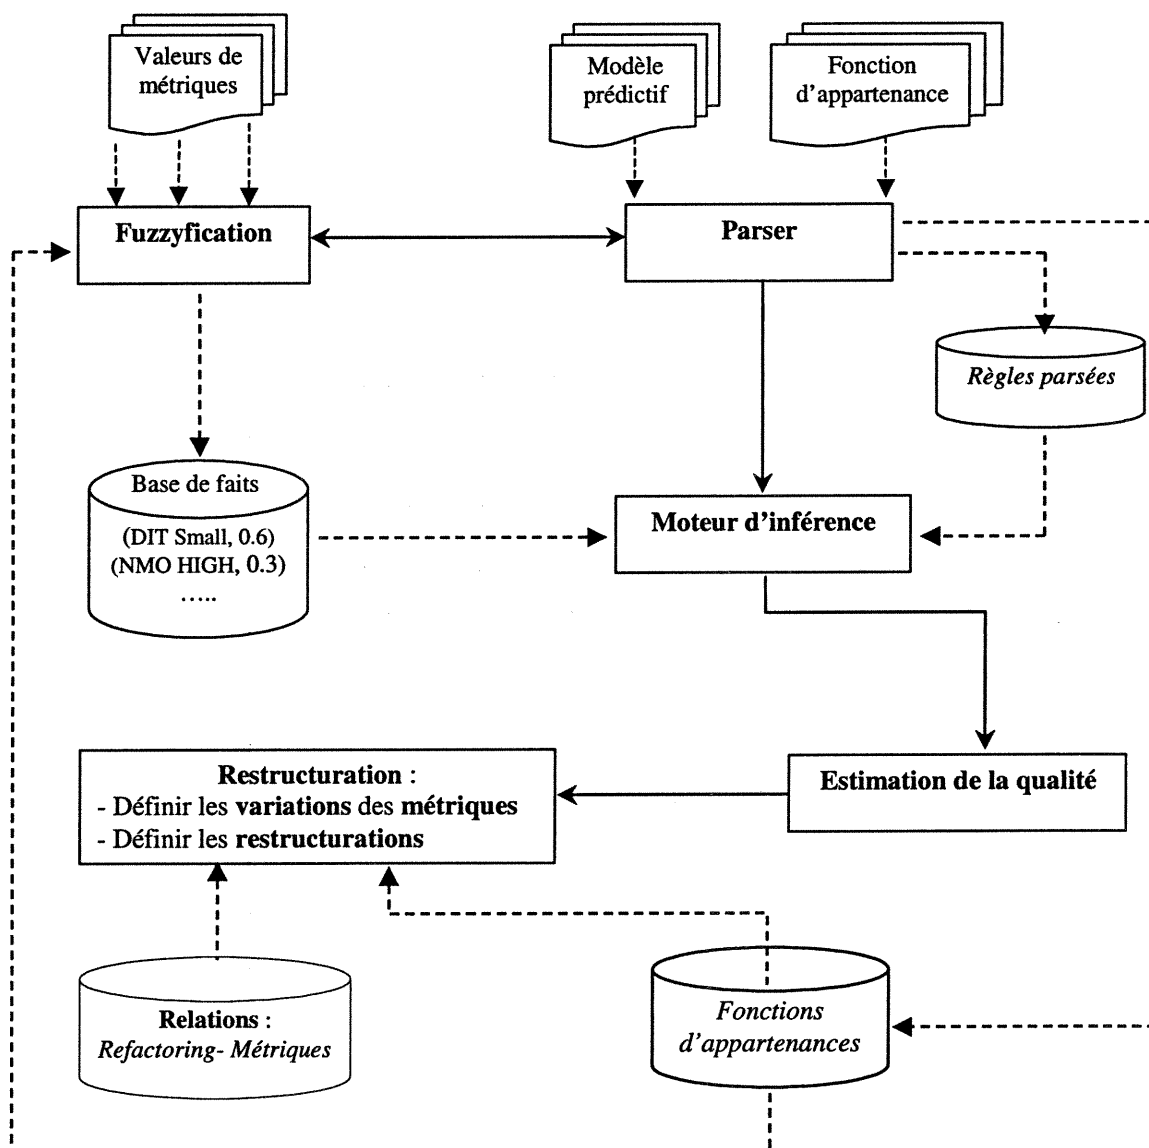 Valeurs de
métriques
Modèle
prédictif
Fonction
d'appartenance
Fuzzyfication
Parser
Règles parsées
Base de faits
(DIT Small, 0.6)
(NMO HIGH, 0.3)
.....
Moteur d'inférence
Restructuration :
- Définir les variations des métriques
- Définir les restructurations
Estimation de la qualité
Relations :
Refactoring- Métriques
Fonctions
d'appartenances